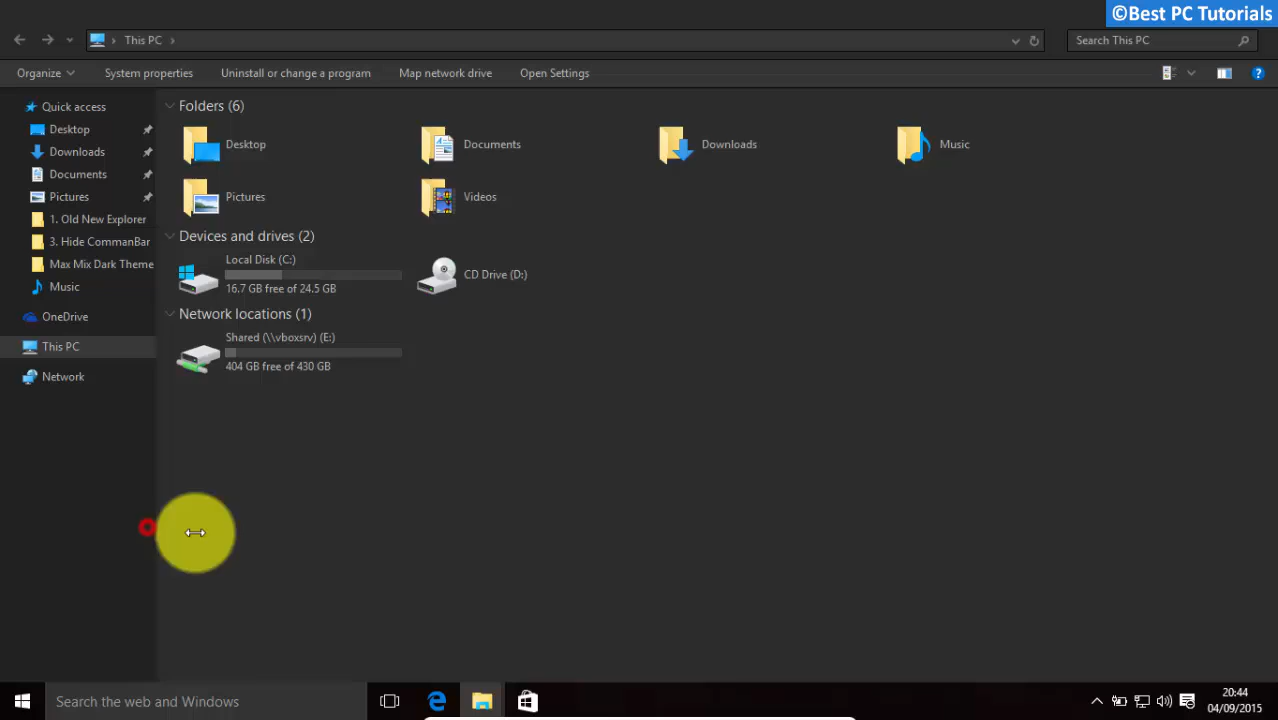 ©Best PC Tutorials
This PC
Search This PC
Organize
System properties
Uninstall or change a program
Map network drive
Open Settings
Quick access
Desktop
Downloads
Documents
Pictures
1. Old New Explorer
3. Hide CommanBar
Max Mix Dark Theme
Music
OneDrive
This PC
Network
Folders (6)
Desktop
Documents
Downloads
Music
Pictures
Videos
Devices and drives (2)
Local Disk (C:)
16.7 GB free of 24.5 GB
CD Drive (D:)
Network locations (1)
Shared (\\vboxsrv) (E:)
404 GB free of 430 GB
Search the web and Windows
20:44
04/09/2015